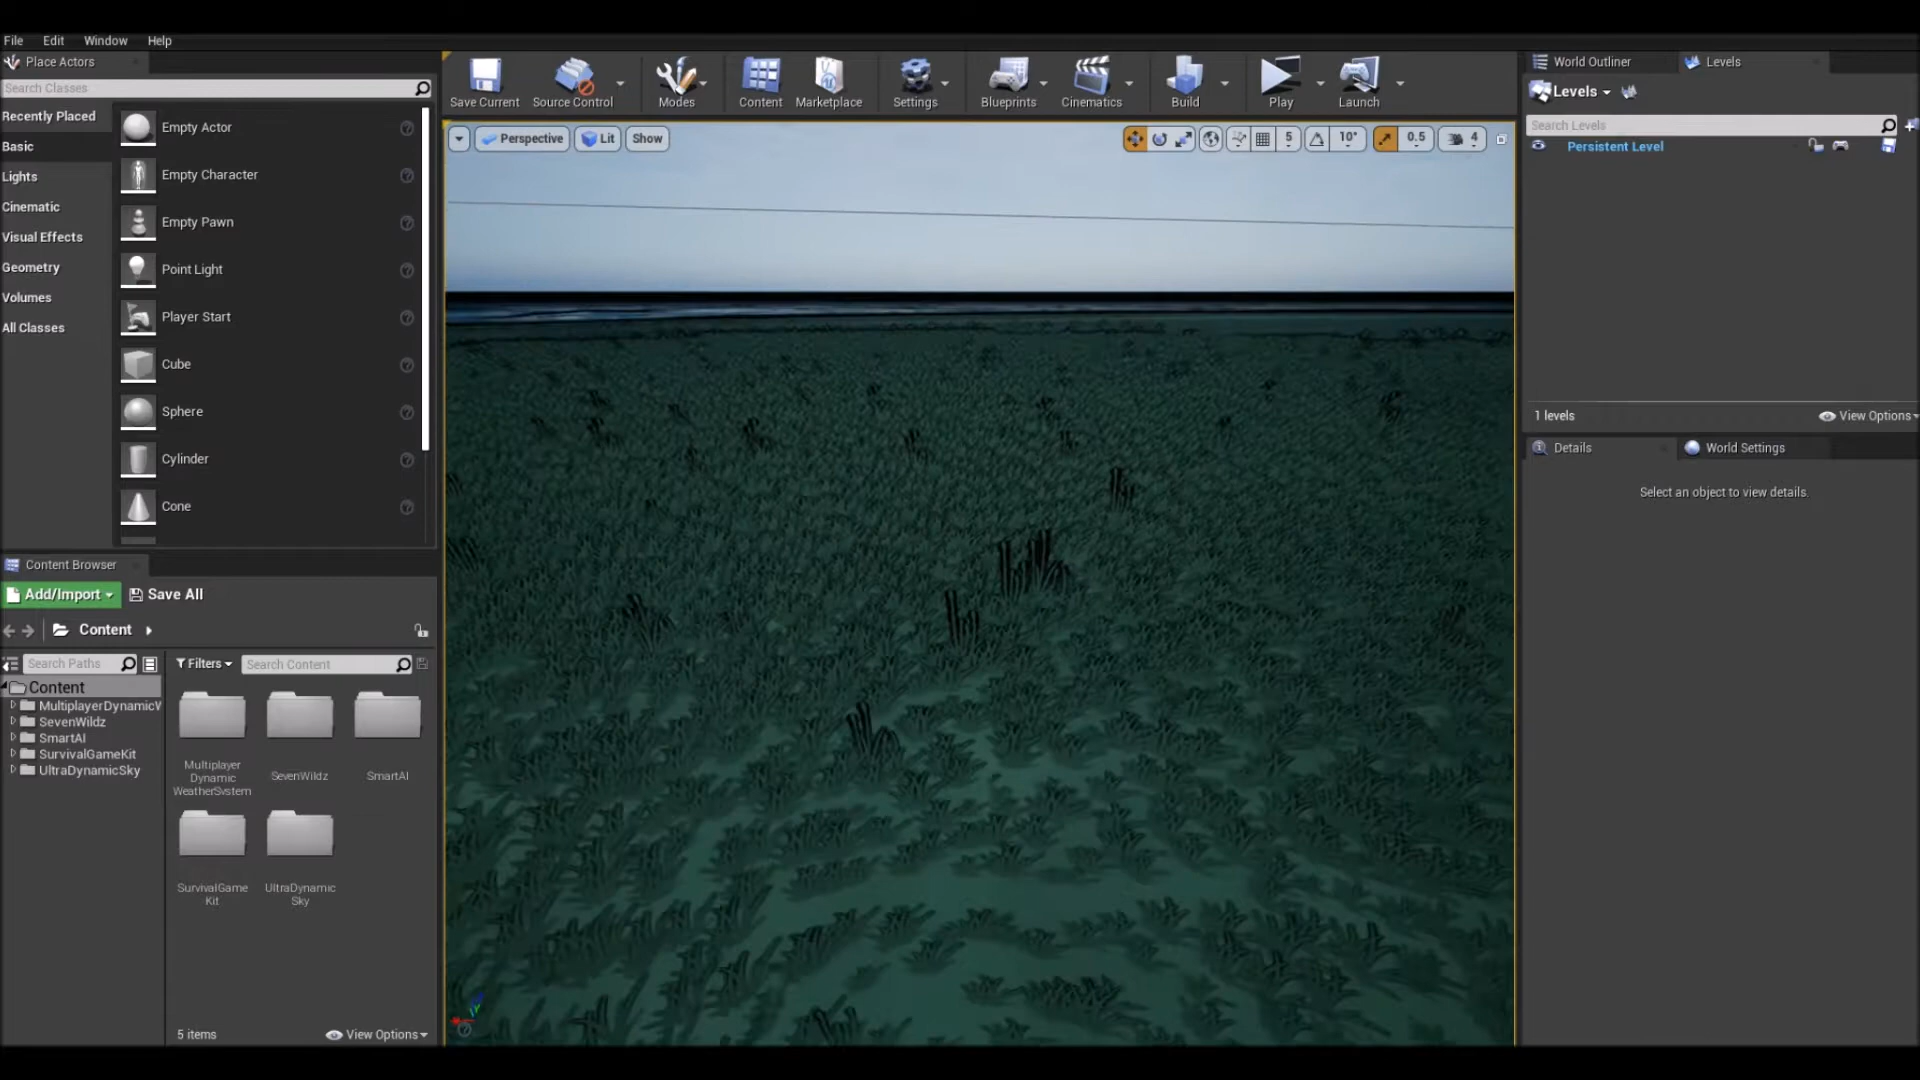 File Edit Window Help
Place Actors
Search Classes
Recently Placed
Basic
Lights
Cinematic
Visual Effects
Geometry
Volumes
All Classes
Empty Actor
Empty Character
Empty Pawn
Point Light
Player Start
Cube
Sphere
Cylinder
Cone
Save Current Source Control Modes Content Marketplace Settings Blueprints Cinematics Build Play Launch
Perspective Lit Show
5 10° 0.5 4
World Outliner Levels
Levels
Search Levels
Persistent Level
1 levels View Options
Details World Settings
Select an object to view details.
Content Browser
Add/Import Save All
Content
Search Paths
Content
MultiplayerDynamicW
SevenWildz
SmartAI
SurvivalGameKit
UltraDynamicSky
Filters Search Content
Multiplayer
Dynamic
WeatherSystem
SevenWildz
SmartAI
SurvivalGame
Kit
UltraDynamic
Sky
5 items View Options